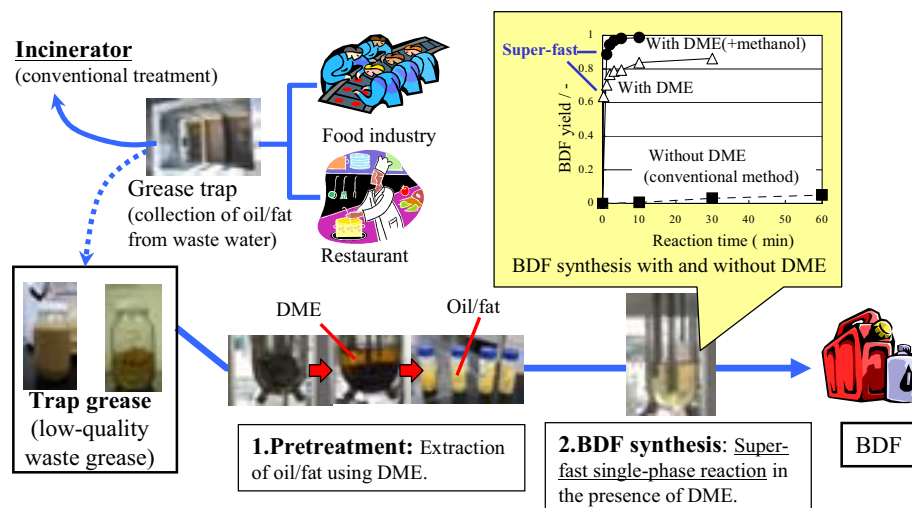 Incinerator
(conventional treatment)
Food industry
Grease trap
(collection of oil/fat
from waste water)
Restaurant
Super-fast
BDF yield / -
1
0.8
0.6
0.4
0.2
0
With DME(+methanol)
With DME
Without DME
(conventional method)
0 10 20 30 40 50 60
Reaction time ( min)
BDF synthesis with and without DME
Trap grease
(low-quality
waste grease)
DME
Oil/fat
1.Pretreatment: Extraction
of oil/fat using DME.
2.BDF synthesis: Super-
fast single-phase reaction in
the presence of DME.
BDF